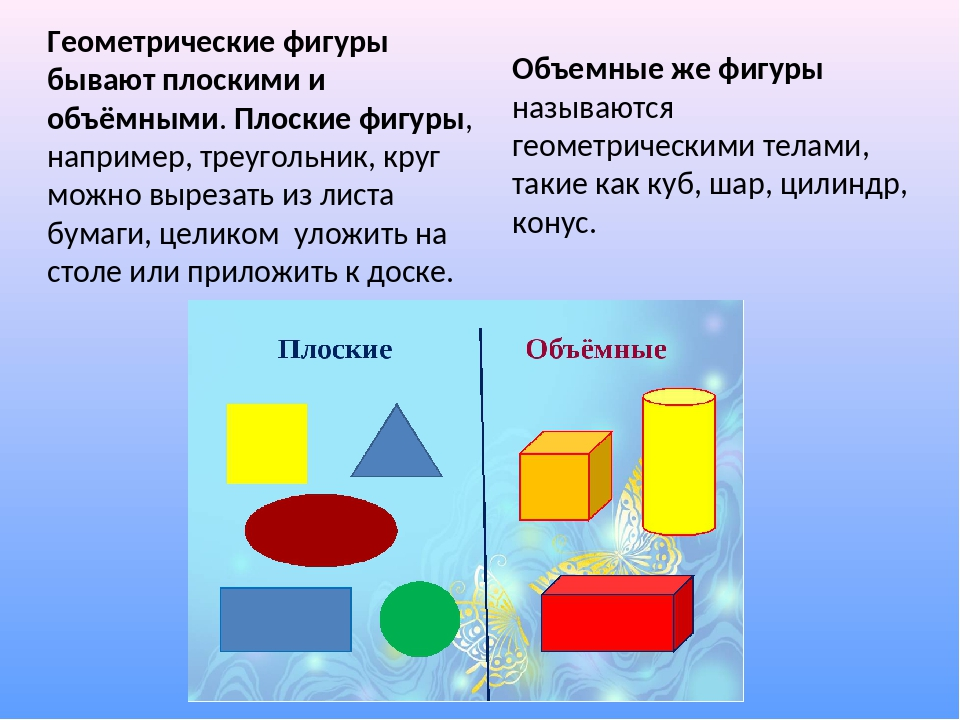 Геометрические фигуры
бывают плоскими и
объёмными. Плоские фигуры,
например, треугольник, круг
можно вырезать из листа
бумаги, целиком  уложить на
столе или приложить к доске.
Объемные же фигуры
называются
геометрическими телами,
такие как куб, шар, цилиндр,
конус.
Плоские
Объёмные